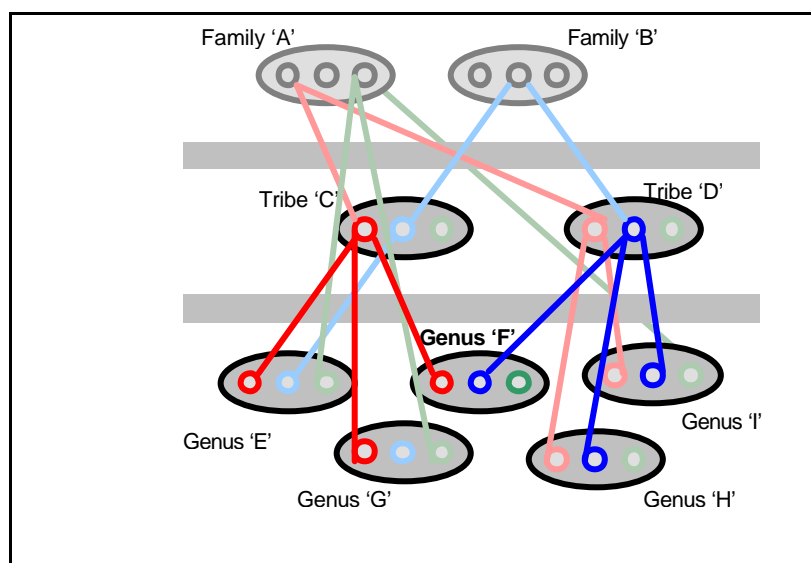 Family ‘A’
Family ‘B’
Tribe ‘C’
Tribe ‘D’
Genus ‘F’
Genus ‘E’
Genus ‘I’
Genus ‘G’
Genus ‘H’